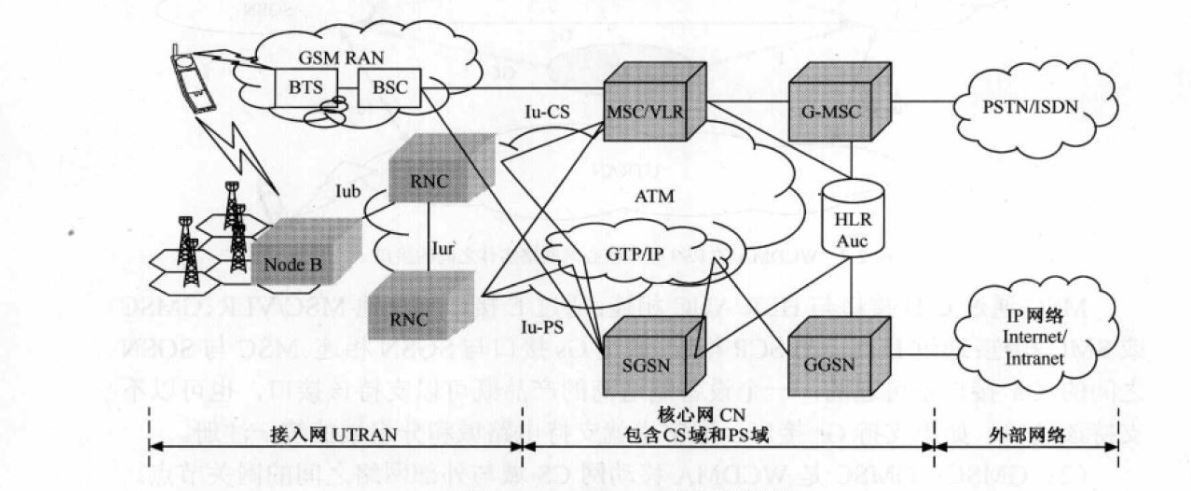 GSM RAN
BTS
BSC
Iu-CS
MSC/VLR
G-MSC
PSTN/ISDN
RNC
Iub
ATM
HLR
Auc
Iur
GTP/IP
Node B
RNC
Iu-PS
SGSN
GGSN
IP网络
Internet/
Intranet
接入网 UTRAN
核心网 CN
包含CS域和PS域
外部网络